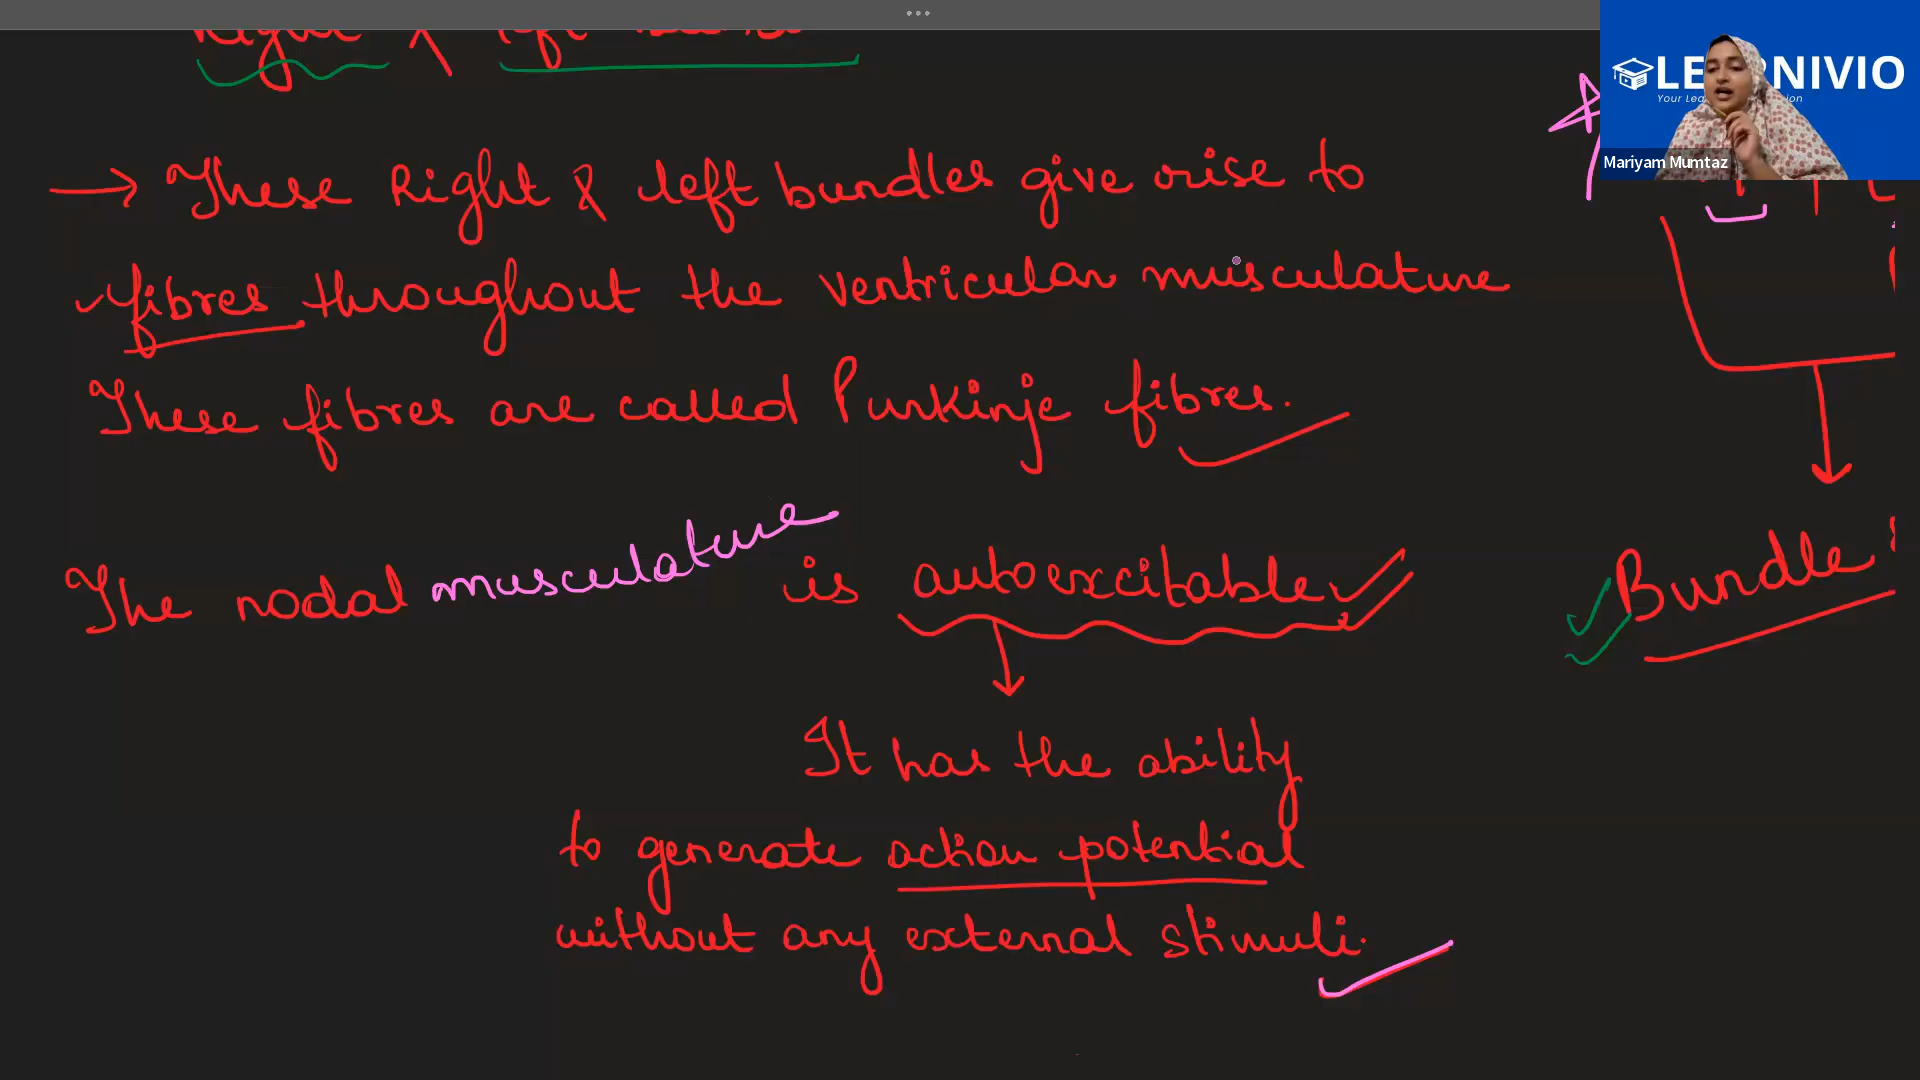 Right & left
→ These Right & left bundles give rise to
fibres throughout the ventricular musculature
These fibres are called Purkinje fibres.
The nodal musculature is autoexcitable
It has the ability
to generate action potential
without any external stimuli.
Bundle
LEARNIVIO
Mariyam Mumtaz